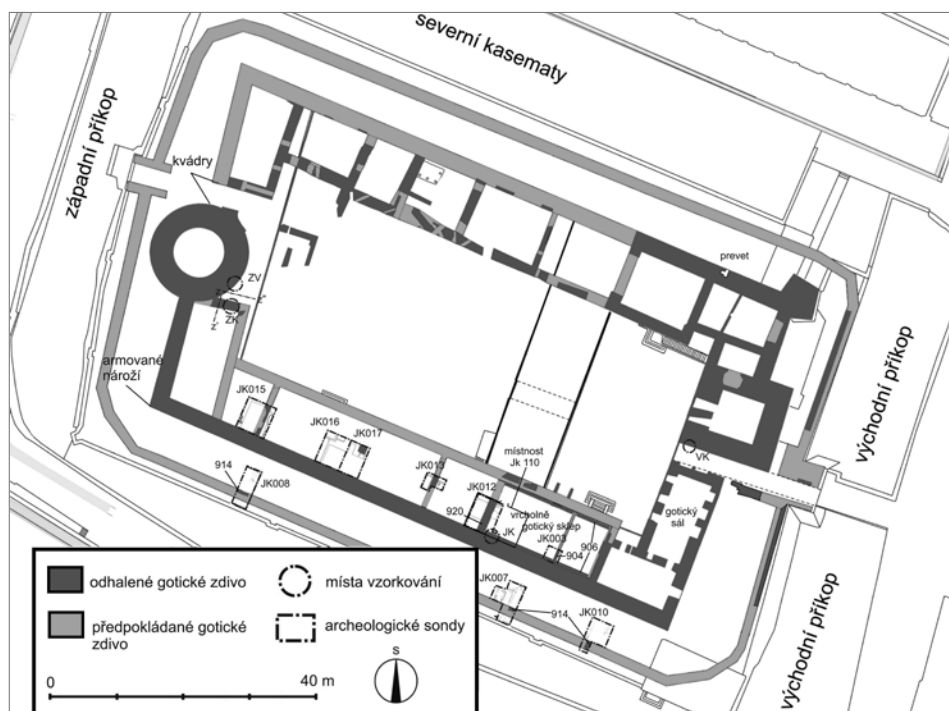 severní kasematy
západní příkop
kvádry
prevet
ZV
z
z"
z'
ZK
armované
nároží
východní příkop
JK015
JK016
JK017
místnost
Jk 110
VK
JK013
914
JK008
JK012
gotický
sál
920
JK
vrcholně
gotický sklep
JK003
904
906
JK007
914
JK010
východní příkop
odhalené gotické zdivo
místa vzorkování
předpokládané gotické
zdivo
archeologické sondy
S
0
40 m